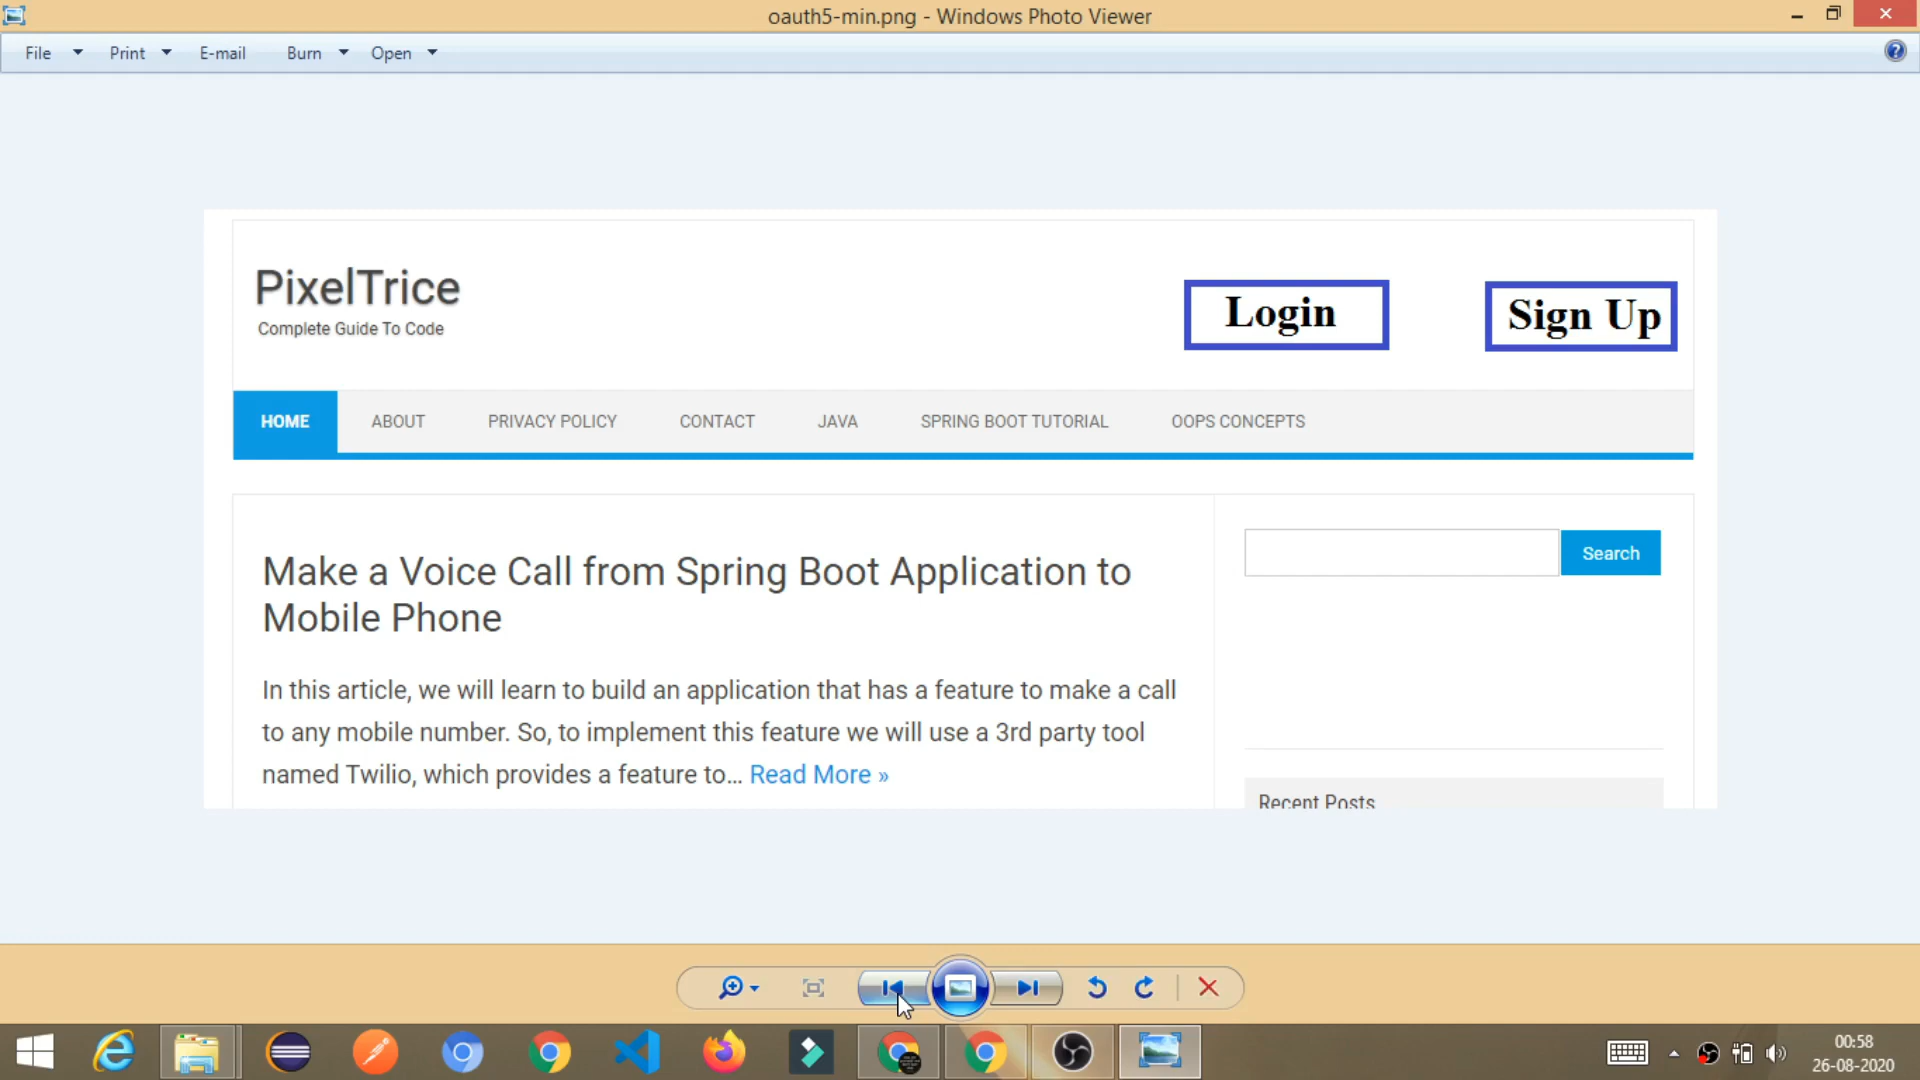 oauth5-min.png - Windows Photo Viewer
File Print E-mail Burn Open
PixelTrice
Complete Guide To Code
Login
Sign Up
HOME ABOUT PRIVACY POLICY CONTACT JAVA SPRING BOOT TUTORIAL OOPS CONCEPTS
Make a Voice Call from Spring Boot Application to
Mobile Phone
In this article, we will learn to build an application that has a feature to make a call
to any mobile number. So, to implement this feature we will use a 3rd party tool
named Twilio, which provides a feature to... Read More »
Search
Recent Posts
00:58
26-08-2020